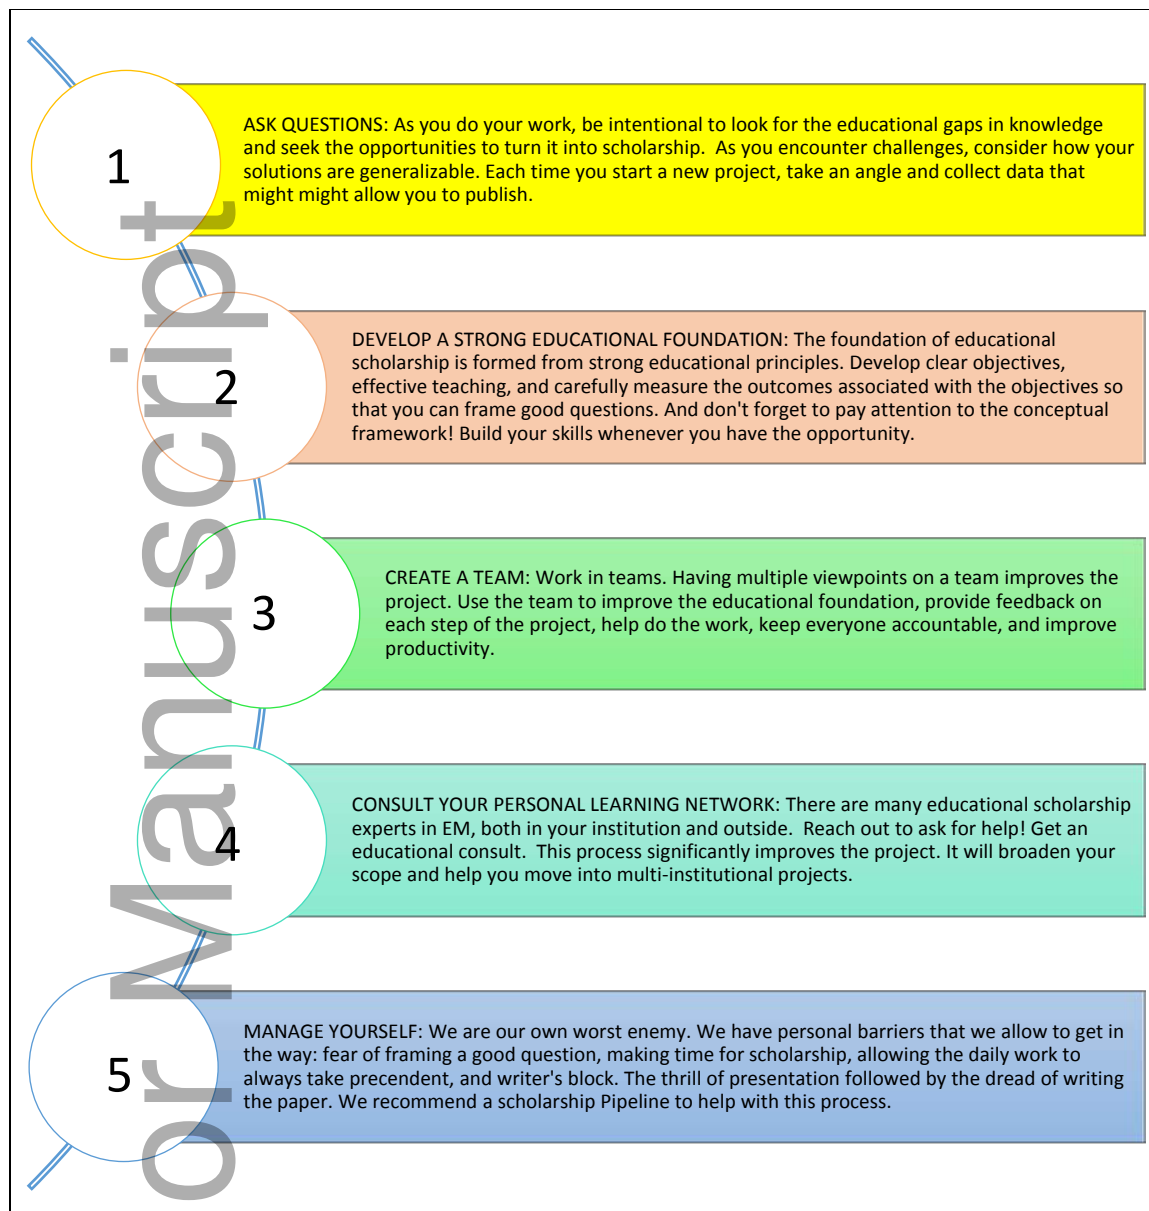 1
ASK QUESTIONS: As you do your work, be intentional to look for the educational gaps in knowledge
and seek the opportunities to turn it into scholarship.  As you encounter challenges, consider how your
solutions are generalizable. Each time you start a new project, take an angle and collect data that
might might allow you to publish.
2
DEVELOP A STRONG EDUCATIONAL FOUNDATION: The foundation of educational
scholarship is formed from strong educational principles. Develop clear objectives,
effective teaching, and carefully measure the outcomes associated with the objectives so
that you can frame good questions. And don't forget to pay attention to the conceptual
framework! Build your skills whenever you have the opportunity.
3
CREATE A TEAM: Work in teams. Having multiple viewpoints on a team improves the
project. Use the team to improve the educational foundation, provide feedback on
each step of the project, help do the work, keep everyone accountable, and improve
productivity.
4
CONSULT YOUR PERSONAL LEARNING NETWORK: There are many educational scholarship
experts in EM, both in your institution and outside.  Reach out to ask for help! Get an
educational consult.  This process significantly improves the project. It will broaden your
scope and help you move into multi-institutional projects.
5
MANAGE YOURSELF: We are our own worst enemy. We have personal barriers that we allow to get in
the way: fear of framing a good question, making time for scholarship, allowing the daily work to
always take precendent, and writer's block. The thrill of presentation followed by the dread of writing
the paper. We recommend a scholarship Pipeline to help with this process.
or Manuscript